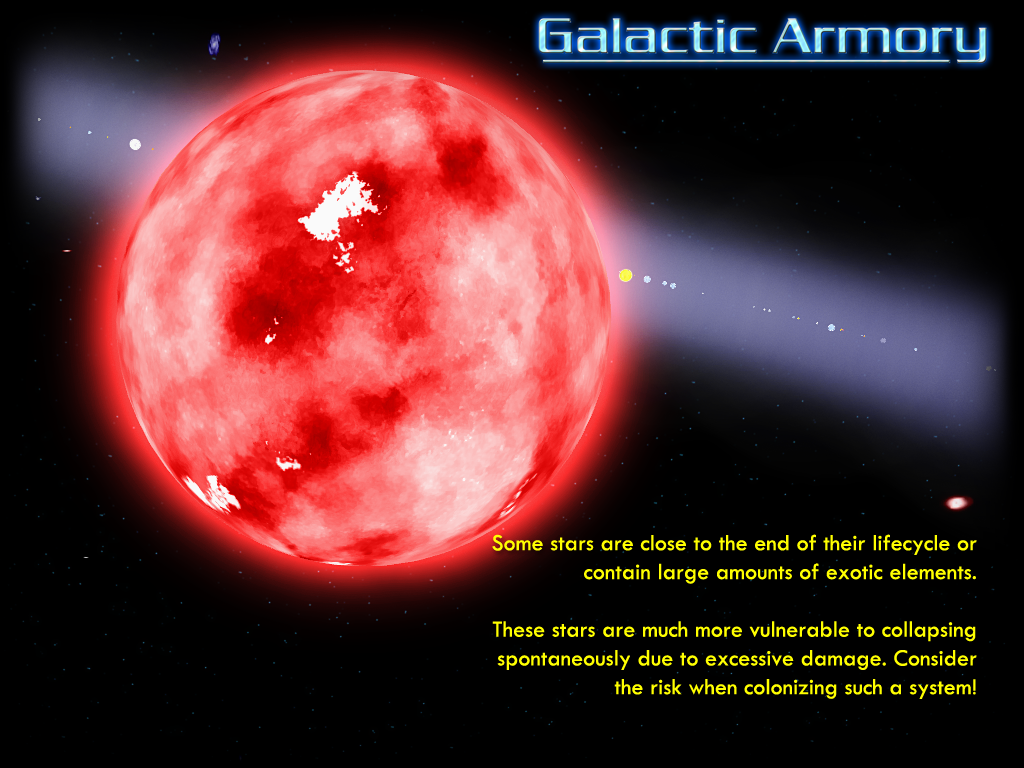 Galactic Armory
Some stars are close to the end of their lifecycle or
contain large amounts of exotic elements.
These stars are much more vulnerable to collapsing
spontaneously due to excessive damage. Consider
the risk when colonizing such a system!